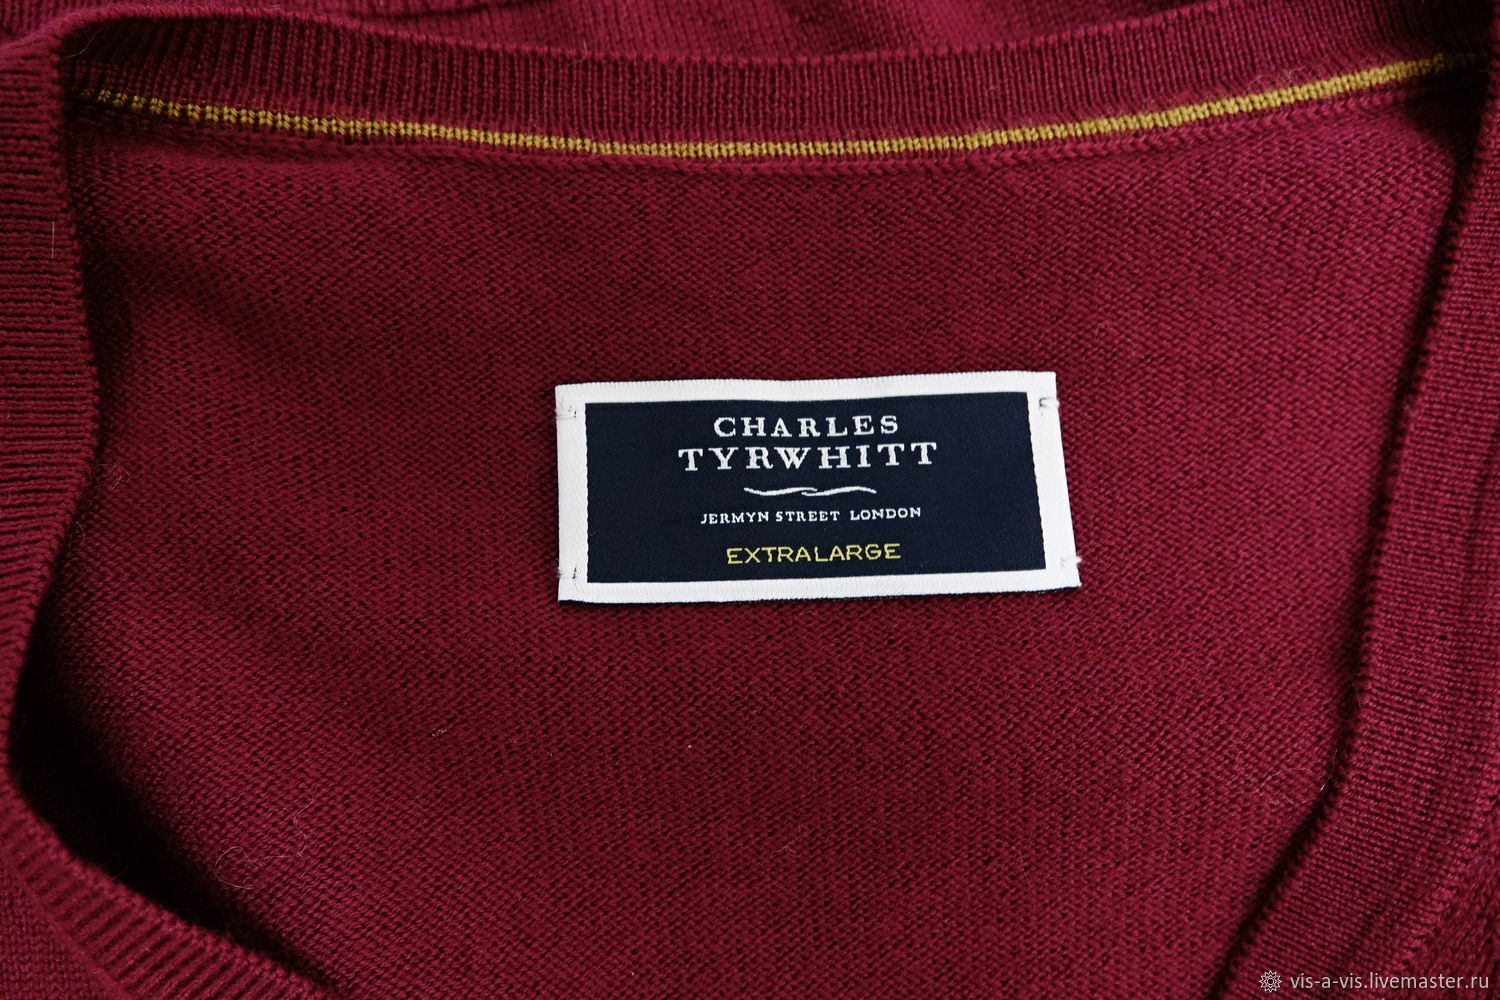 CHARLES
TYRWHITT
JERMYN STREET LONDON
EXTRALARGE
vis-a-vis.livemaster.ru